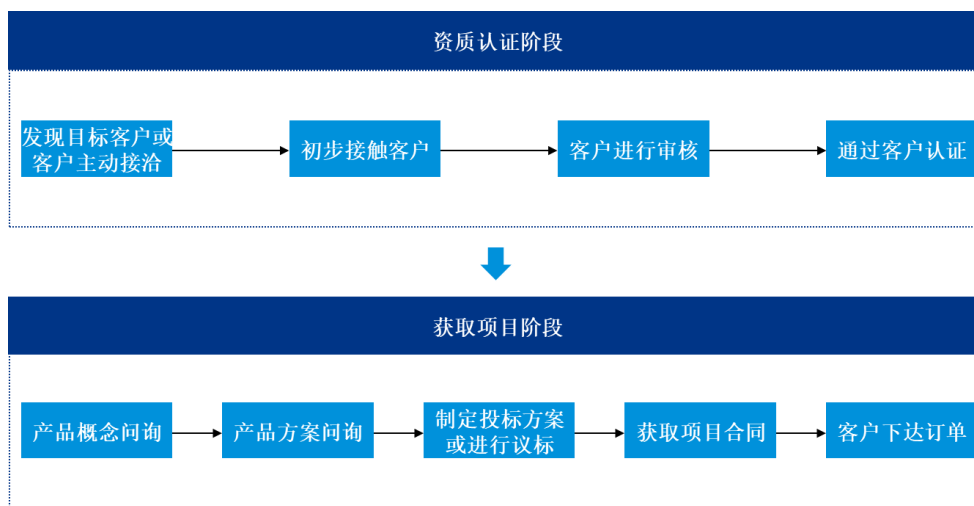 资质认证阶段
发现目标客户或
客户主动接洽
初步接触客户
客户进行审核
通过客户认证
获取项目阶段
产品概念问询
产品方案问询
制定投标方案
或进行议标
获取项目合同
客户下达订单